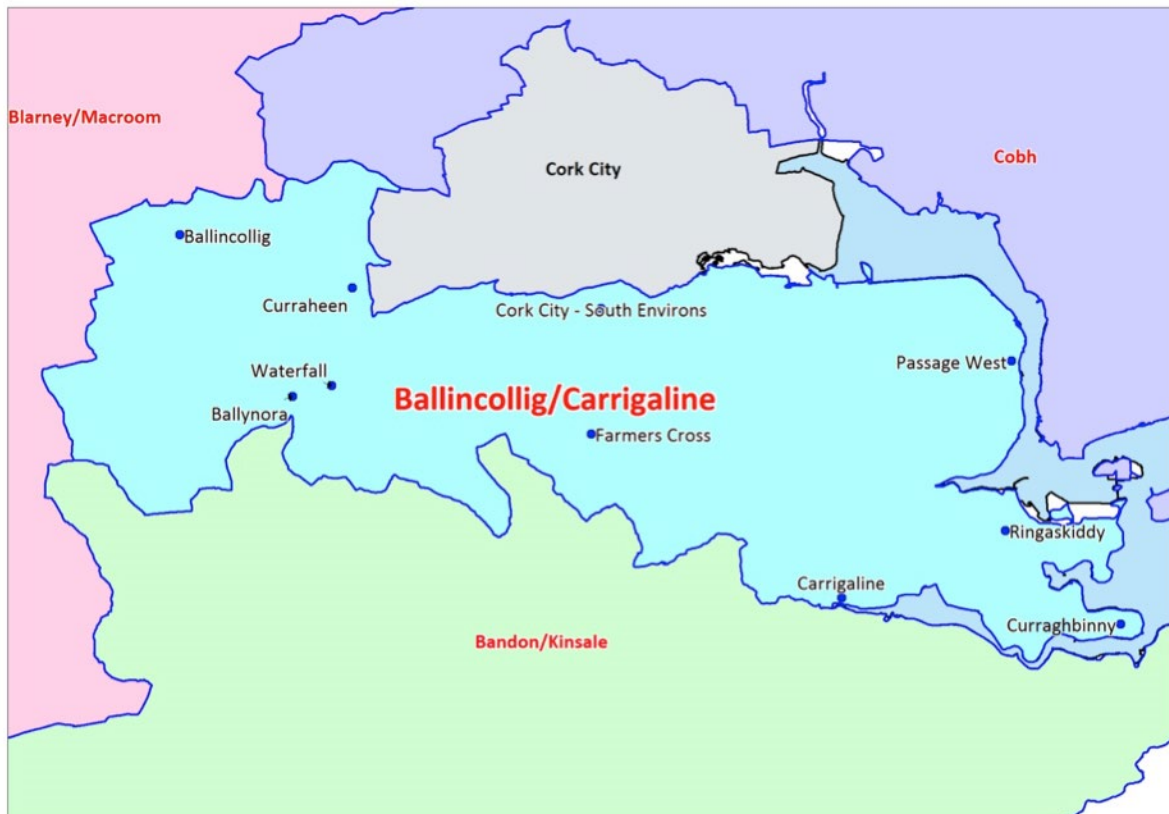 Blarney/Macroom
Cork City
Cobh
Ballincollig
Curraheen
Cork City - South Environs
Passage West
Waterfall
Ballincollig/Carrigaline
Ballynora
Farmers Cross
Ringaskiddy
Carrigaline
Curraghbinny
Bandon/Kinsale